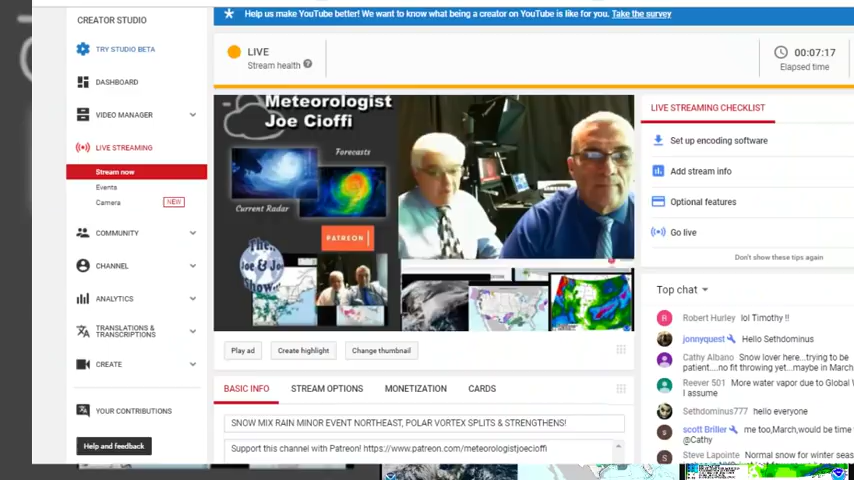 CREATOR STUDIO
Help us make YouTube better! We want to know what being a creator on YouTube is like for you. Take the survey
TRY STUDIO BETA
DASHBOARD
VIDEO MANAGER
LIVE STREAMING
Stream now
Events
Camera
NEW
COMMUNITY
CHANNEL
ANALYTICS
TRANSLATIONS &
TRANSCRIPTIONS
CREATE
YOUR CONTRIBUTIONS
Help and feedback
LIVE
Stream health
00:07:17
Elapsed time
Meteorologist
Joe Cioffi
Forecasts
Current Radar
PATREON
The
Joe & Joe
Show
Play ad
Create highlight
Change thumbnail
BASIC INFO
STREAM OPTIONS
MONETIZATION
CARDS
SNOW MIX RAIN MINOR EVENT NORTHEAST, POLAR VORTEX SPLITS & STRENGTHENS!
Support this channel with Patreon! https://www.patreon.com/meteorologistjoecioffi
LIVE STREAMING CHECKLIST
Set up encoding software
Add stream info
Optional features
Go live
Don't show these tips again
Top chat
R Robert Hurley lol Timothy !!
jonnyquest Hello Sethdominus
Cathy Albano Snow lover here...trying to be
patient....no fit throwing yet...maybe in March
Reever 501 More water vapor due to Global
I assume
Sethdominus777 hello everyone
s scott Briller me too,March,would be time
@Cathy
S Steve Lapointe Normal snow for winter seas